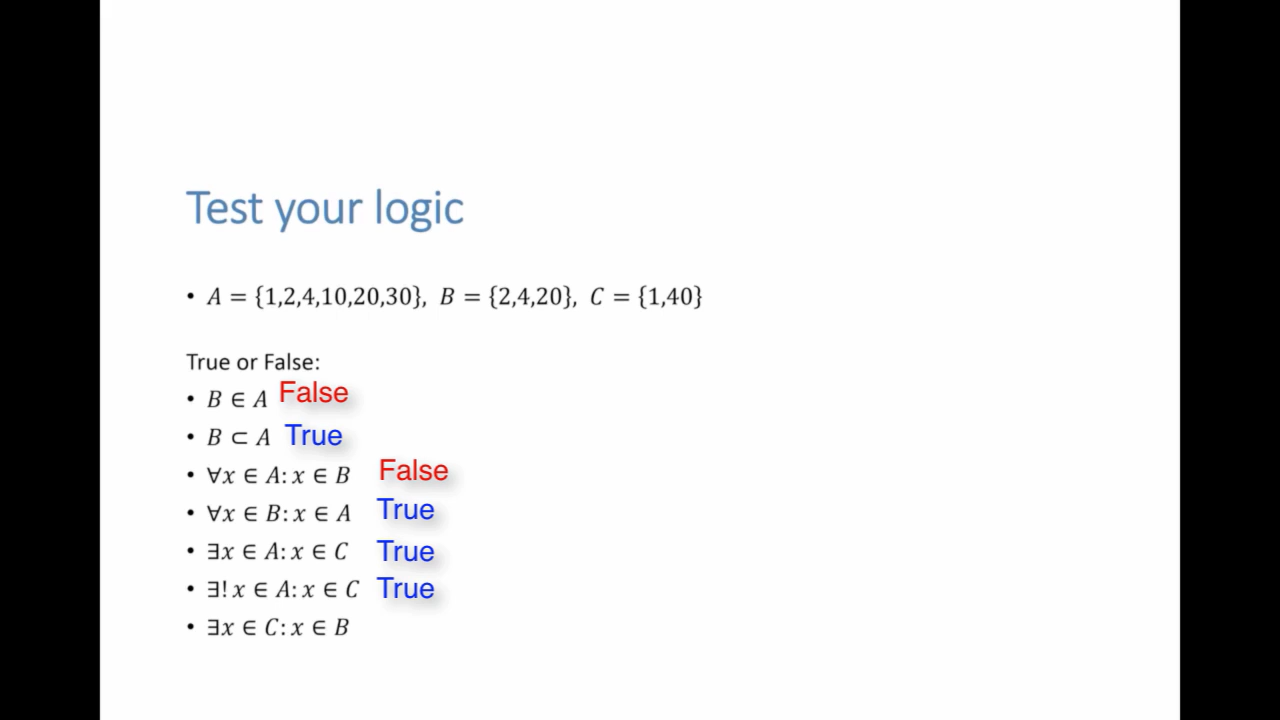 Test your logic
• A = {1,2,4,10,20,30}, B = {2,4,20}, C = {1,40}
True or False:
• B ∈ A False
• B ⊂ A True
• ∀x ∈ A: x ∈ B False
• ∀x ∈ B: x ∈ A True
• ∃x ∈ A: x ∈ C True
• ∃! x ∈ A: x ∈ C True
• ∃x ∈ C: x ∈ B